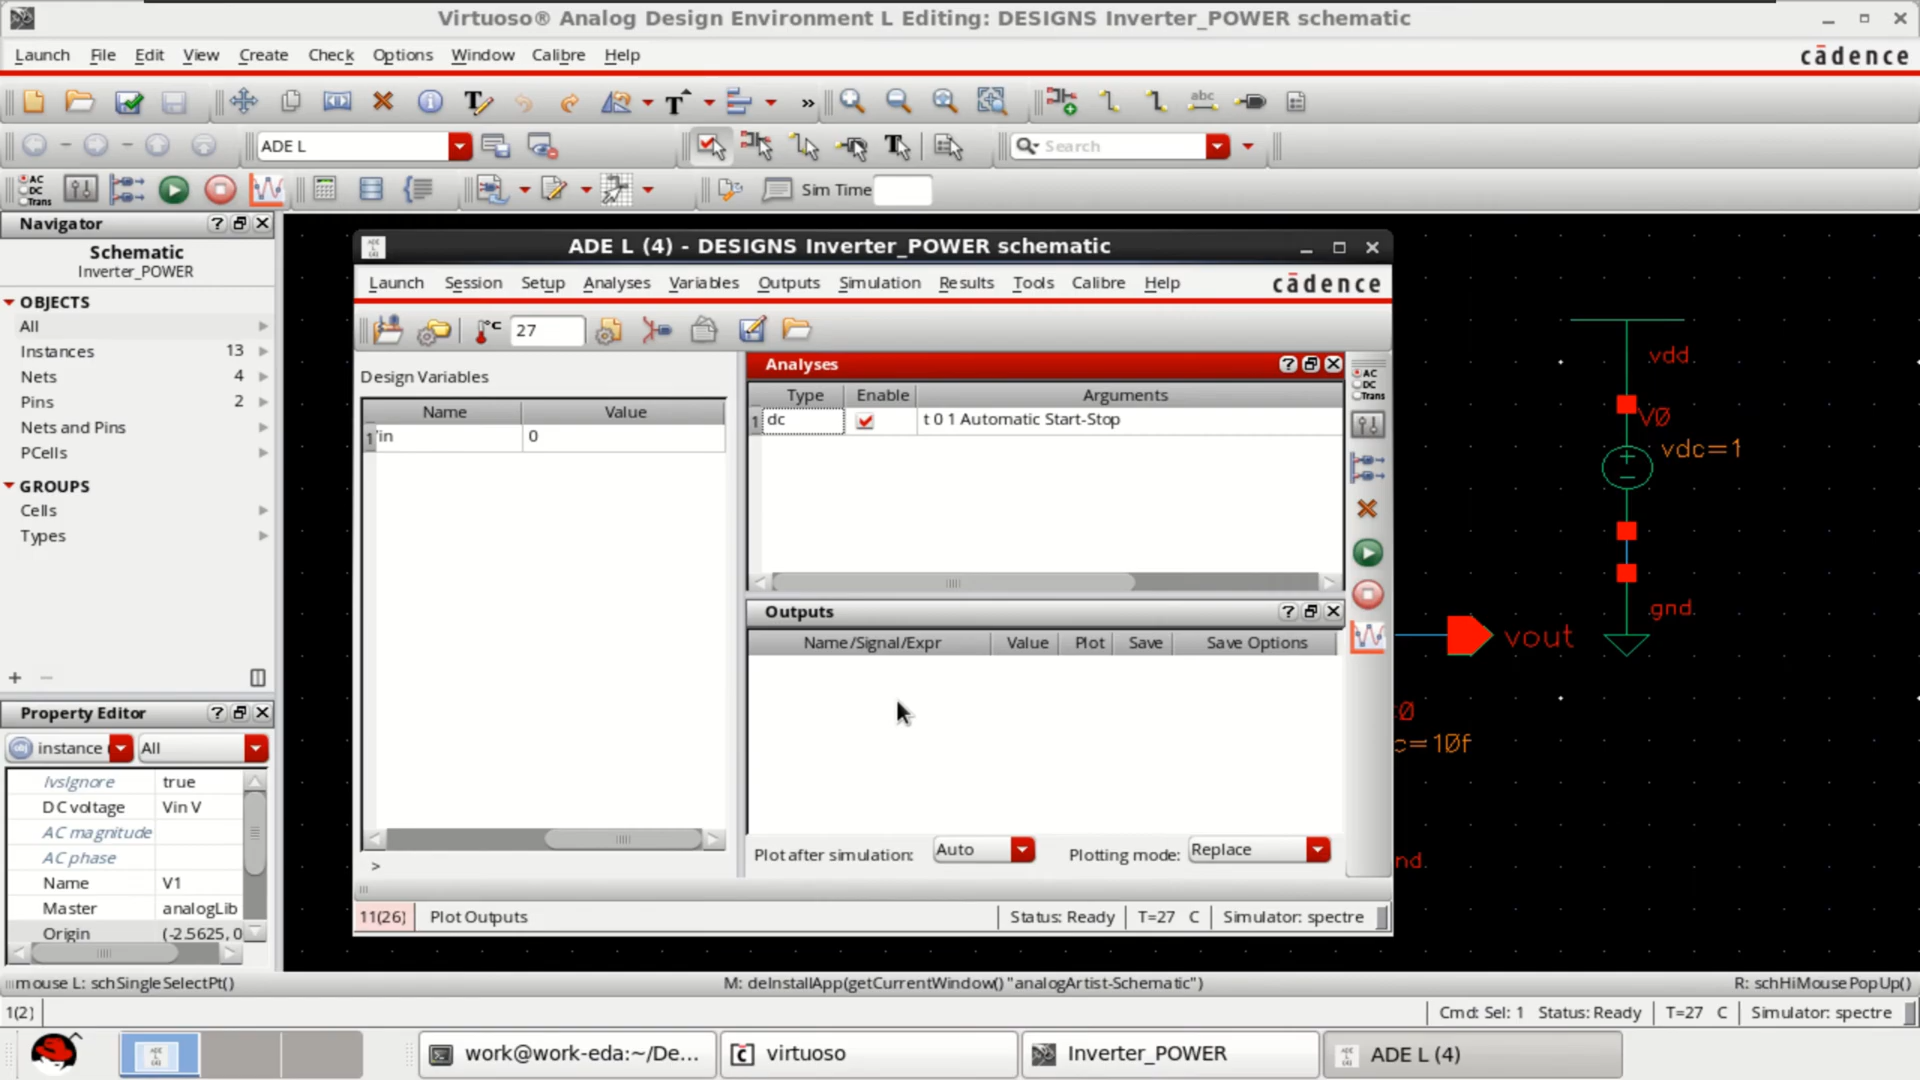 Virtuoso® Analog Design Environment L Editing: DESIGNS Inverter_POWER schematic
Launch File Edit View Create Check Options Window Calibre Help
cādence
abc
ADE L
Search
AC
DC
Trans
Sim Time
Navigator
Schematic
Inverter_POWER
OBJECTS
All
Instances 13
Nets 4
Pins 2
Nets and Pins
PCells
GROUPS
Cells
Types
Property Editor
instance All
lvsIgnore true
DC voltage Vin V
AC magnitude
AC phase
Name V1
Master analogLib
Origin (-2.5625, 0
ADE L (4) - DESIGNS Inverter_POWER schematic
Launch Session Setup Analyses Variables Outputs Simulation Results Tools Calibre Help
cādence
°C 27
Design Variables
Name Value
1 in 0
>
Analyses
Type Enable Arguments
1 dc t 0 1 Automatic Start-Stop
AC
DC
Trans
Outputs
Name/Signal/Expr Value Plot Save Save Options
Plot after simulation: Auto Plotting mode: Replace
11(26) Plot Outputs Status: Ready T=27 C Simulator: spectre
vdd
V0
vdc=1
gnd
vout
c=10f
mouse L: schSingleSelectPt() M: deInstallApp(getCurrentWindow() "analogArtist-Schematic") R: schHiMousePopUp()
1(2) Cmd: Sel: 1 Status: Ready T=27 C Simulator: spectre
work@work-eda:~/De... virtuoso Inverter_POWER ADE L (4)